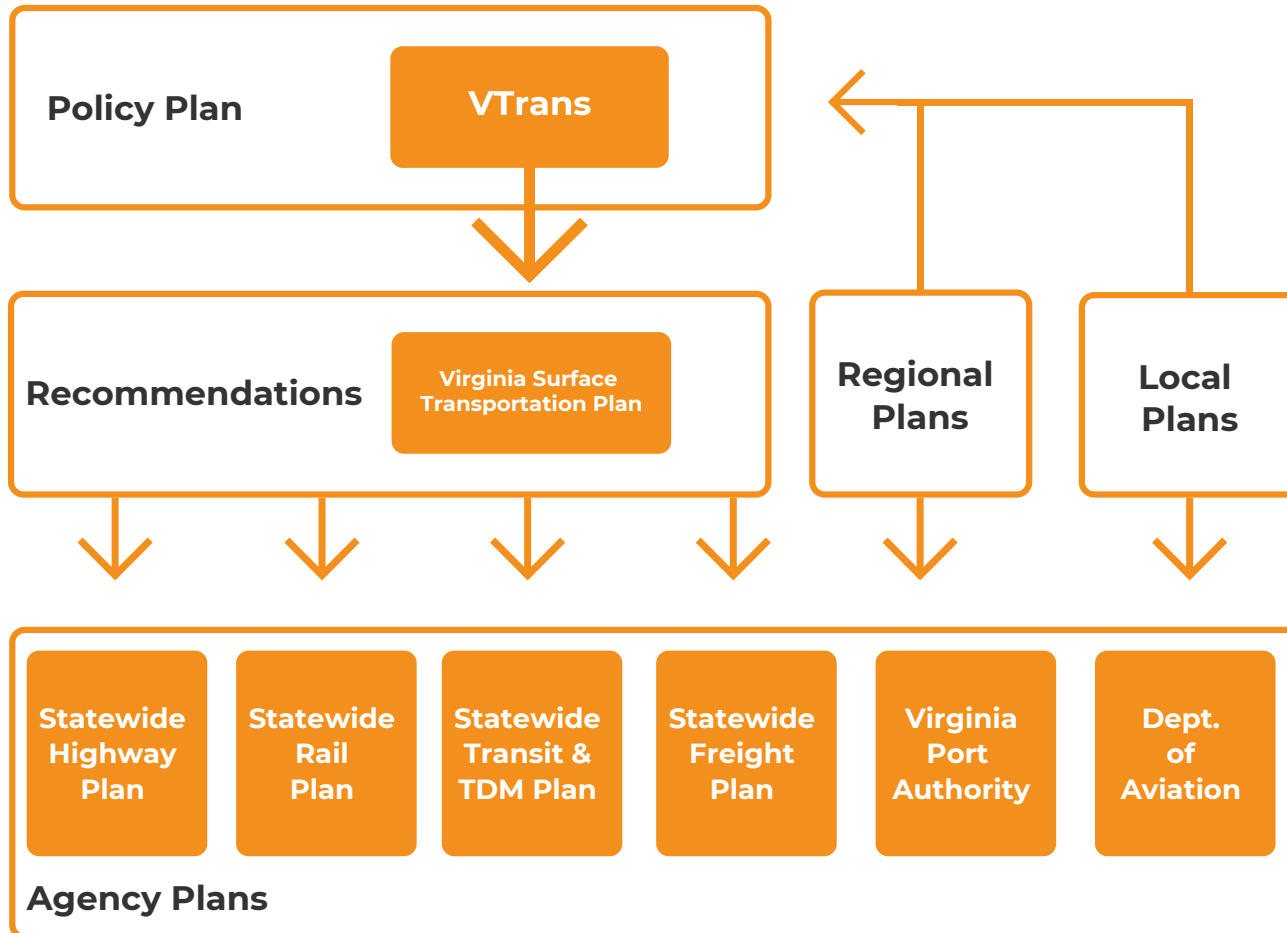 Policy Plan
VTrans
Recommendations
Virginia Surface
Transportation Plan
Regional
Plans
Local
Plans
Statewide
Highway
Plan
Statewide
Rail
Plan
Statewide
Transit &
TDM Plan
Statewide
Freight
Plan
Virginia
Port
Authority
Dept.
of
Aviation
Agency Plans